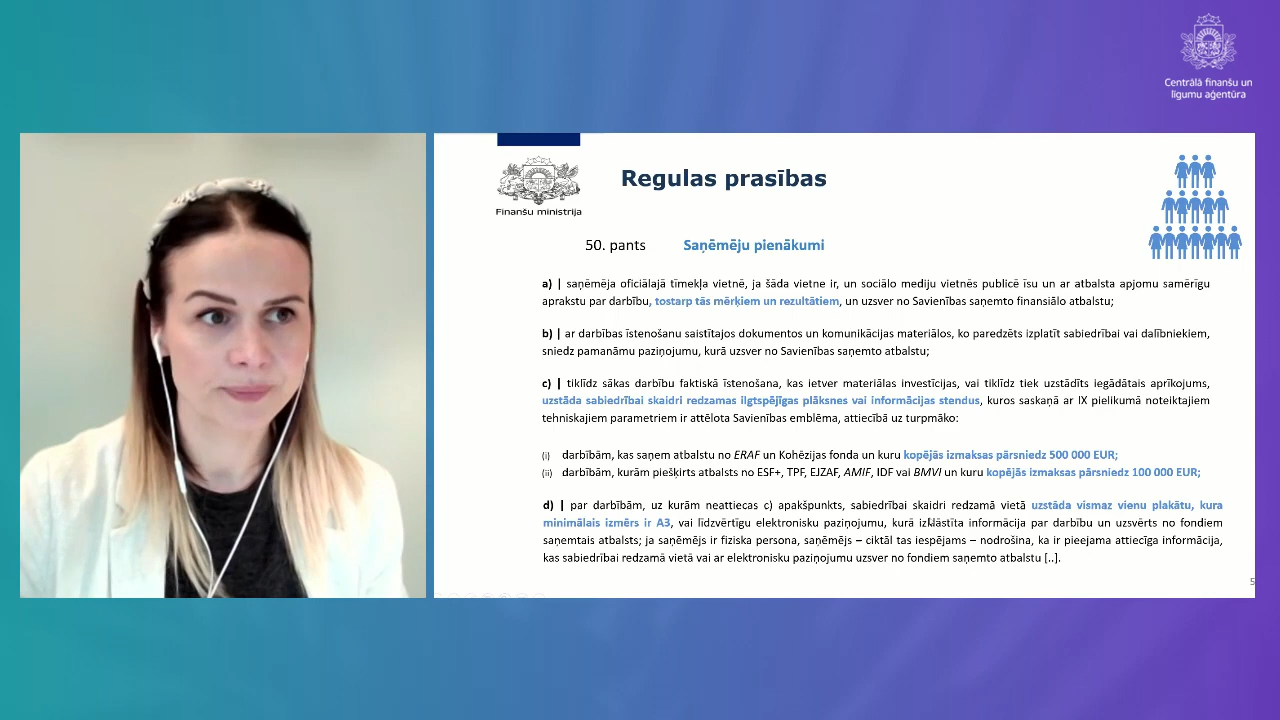 Centrālā finanšu un
līgumu aģentūra
Finanšu ministrija
Regulas prasības
50. pants Saņēmēju pienākumi
a) | saņēmēja oficiālajā tīmekļa vietnē, ja šāda vietne ir, un sociālo mediju vietnēs publicē īsu un ar atbalsta apjomu samērīgu
aprakstu par darbību, tostarp tās mērķiem un rezultātiem, un uzsver no Savienības saņemto finansiālo atbalstu;
b) | ar darbības īstenošanu saistītajos dokumentos un komunikācijas materiālos, ko paredzēts izplatīt sabiedrībai vai dalībniekiem,
sniedz pamanāmu paziņojumu, kurā uzsver no Savienības saņemto atbalstu;
c) | tiklīdz sākas darbību faktiskā īstenošana, kas ietver materiālas investīcijas, vai tiklīdz tiek uzstādīts iegādātais aprīkojums,
uzstāda sabiedrībai skaidri redzamas ilgtspējīgas plāksnes vai informācijas stendus, kuros saskaņā ar IX pielikumā noteiktajiem
tehniskajiem parametriem ir attēlota Savienības emblēma, attiecībā uz turpmāko:
(i) darbībām, kas saņem atbalstu no ERAF un Kohēzijas fonda un kuru kopējās izmaksas pārsniedz 500 000 EUR;
(ii) darbībām, kurām piešķirts atbalsts no ESF+, TPF, EJZAF, AMIF, IDF vai BMVI un kuru kopējās izmaksas pārsniedz 100 000 EUR;
d) | par darbībām, uz kurām neattiecas c) apakšpunkts, sabiedrībai skaidri redzamā vietā uzstāda vismaz vienu plakātu, kura
minimālais izmērs ir A3, vai līdzvērtīgu elektronisku paziņojumu, kurā izklāstīta informācija par darbību un uzsvērts no fondiem
saņemtais atbalsts; ja saņēmējs ir fiziska persona, saņēmējs – ciktāl tas iespējams – nodrošina, ka ir pieejama attiecīga informācija,
kas sabiedrībai redzamā vietā vai ar elektronisku paziņojumu uzsver no fondiem saņemto atbalstu [..].
5